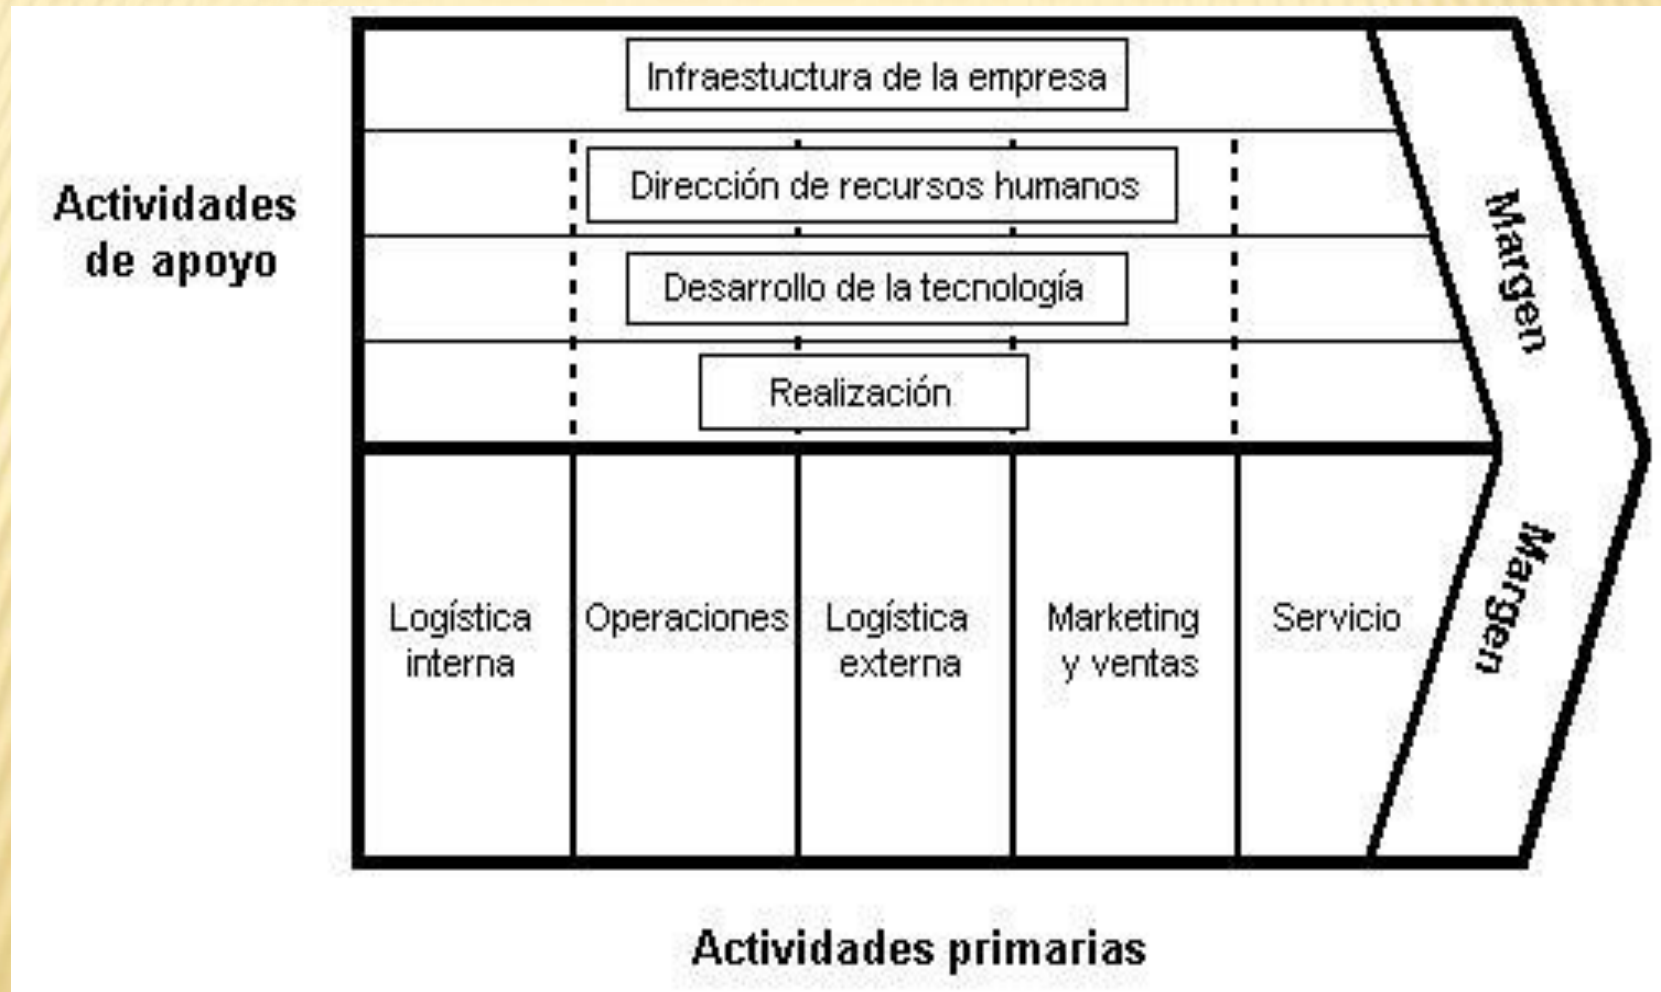 Infraestuctura de la empresa
Dirección de recursos humanos
Desarrollo de la tecnología
Realización
Actividades
de apoyo
Margen
Margen
Logística
interna
Operaciones
Logística
externa
Marketing
y ventas
Servicio
Actividades primarias